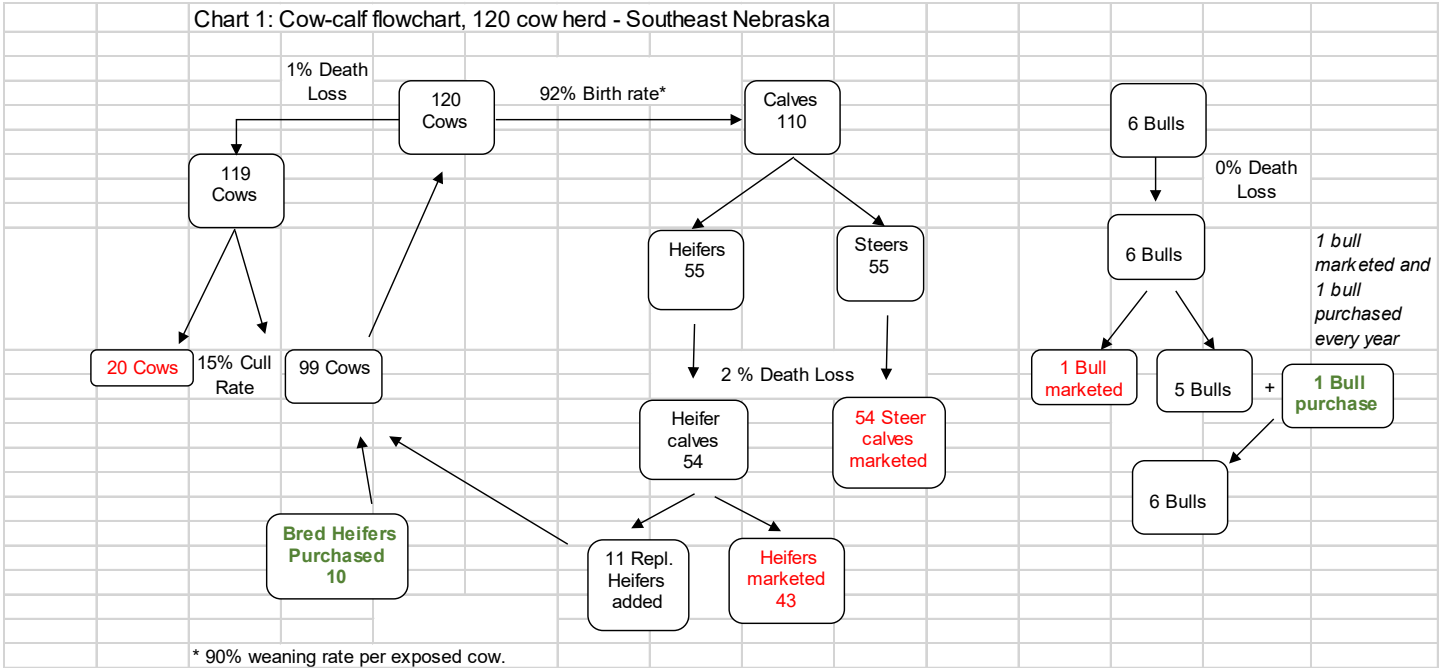 Chart 1: Cow-calf flowchart, 120 cow herd - Southeast Nebraska
1% Death
Loss
120
Cows
92% Birth rate*
Calves
110
119
Cows
20 Cows
15% Cull
Rate
99 Cows
Heifers
55
Steers
55
2 % Death Loss
Heifer
calves
54
54 Steer
calves
marketed
Bred Heifers
Purchased
10
11 Repl.
Heifers
added
Heifers
marketed
43
6 Bulls
0% Death
Loss
6 Bulls
1 bull
marketed and
1 bull
purchased
every year
1 Bull
marketed
5 Bulls
+
1 Bull
purchase
6 Bulls
* 90% weaning rate per exposed cow.